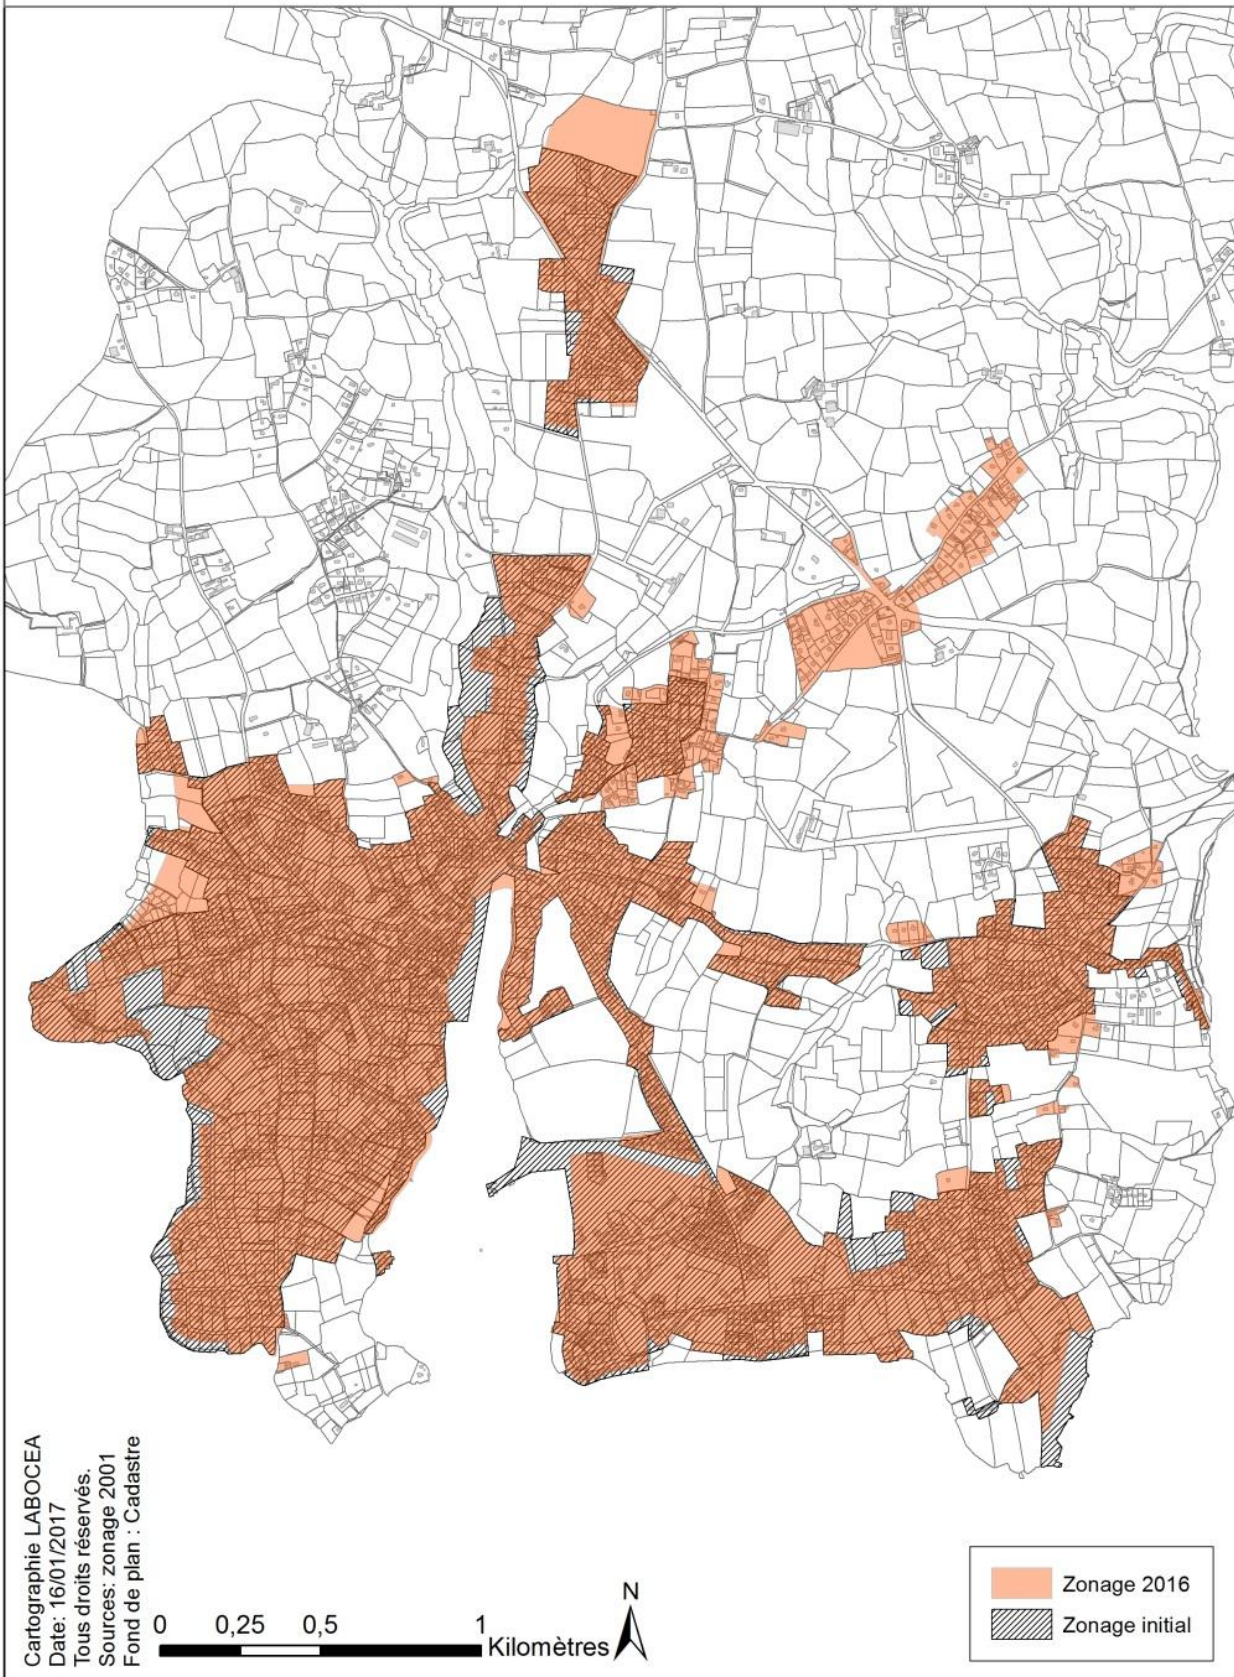 Cartographie LABOCEA
Date: 16/01/2017
Tous droits réservés.
Sources: zonage 2001
Fond de plan : Cadastre
0 0,25 0,5 1
Kilomètres
N
Zonage 2016
Zonage initial